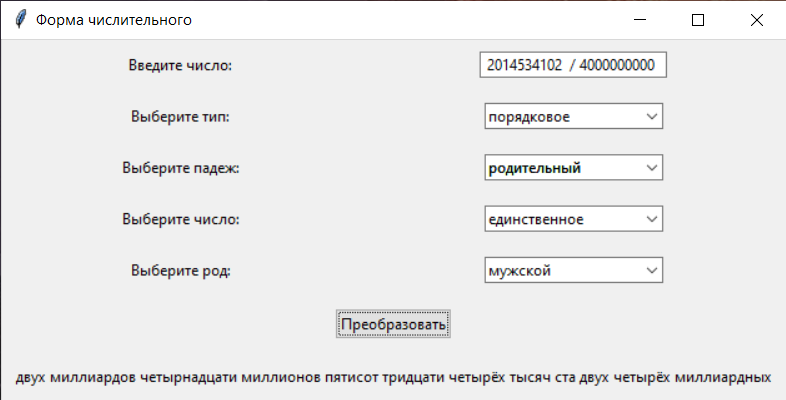 Форма числительного
Введите число: 2014534102 / 4000000000
Выберите тип: порядковое
Выберите падеж: родительный
Выберите число: единственное
Выберите род: мужской
Преобразовать
двух миллиардов четырнадцати миллионов пятисот тридцати четырёх тысяч ста двух четырёх миллиардных